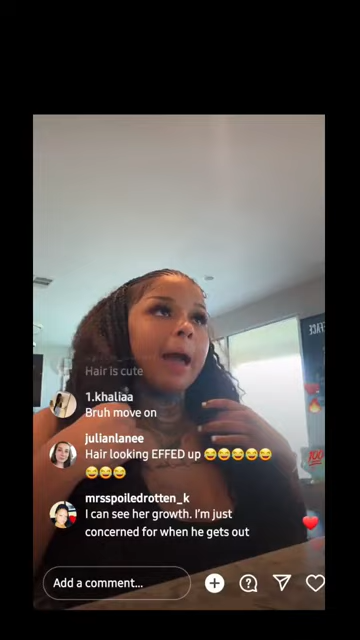 Hair is cute
1.khaliaa
Bruh move on
julianlanee
Hair looking EFFED up 😂😂😂😂😂
😂😂😂
mrsspoiledrotten_k
I can see her growth. I'm just
concerned for when he gets out
Add a comment...